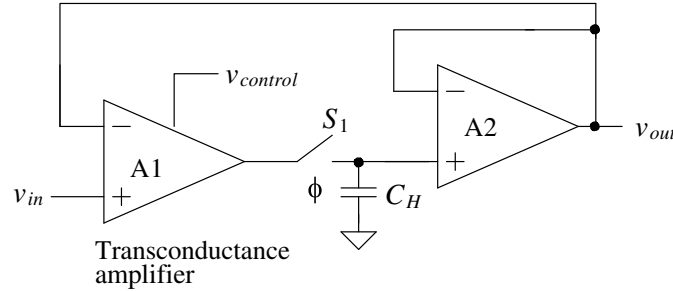 v_control
S_1
A2
v_out
A1
v_in
ϕ
C_H
Transconductance
amplifier